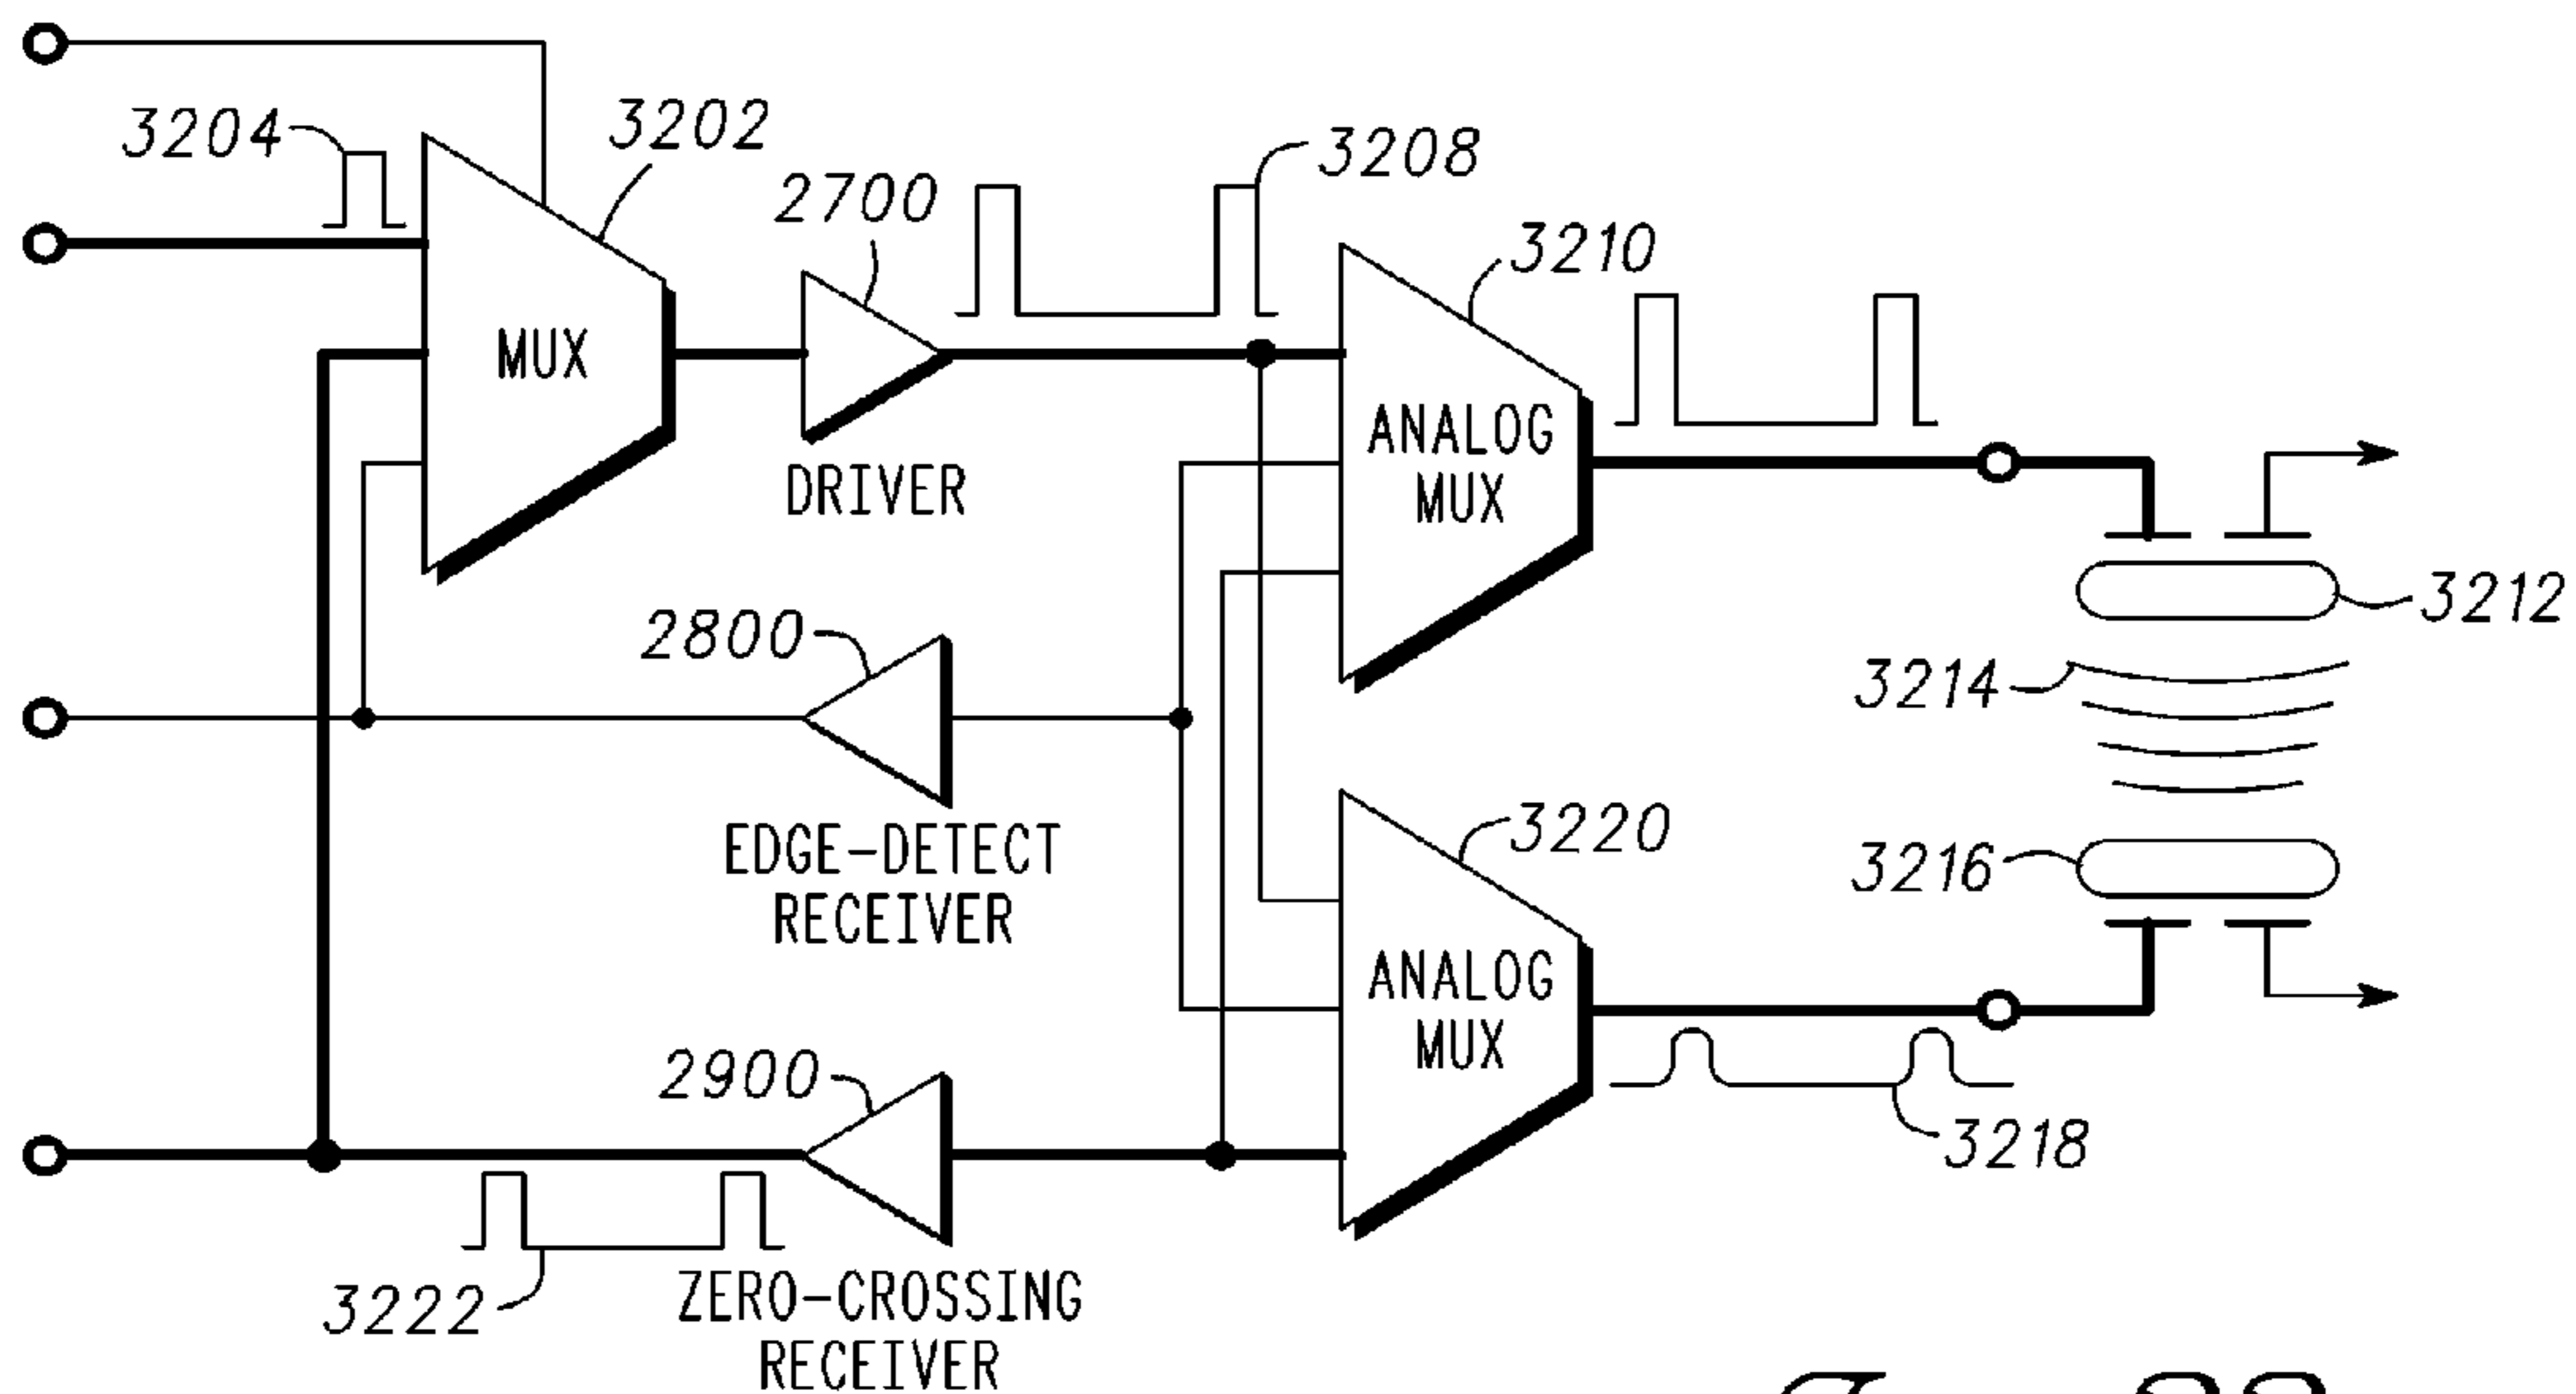 3204
3202
2700
3208
3210
MUX
DRIVER
ANALOG
MUX
3212
2800
3214
EDGE-DETECT
RECEIVER
3220
3216
ANALOG
MUX
2900
3218
3222
ZERO-CROSSING
RECEIVER